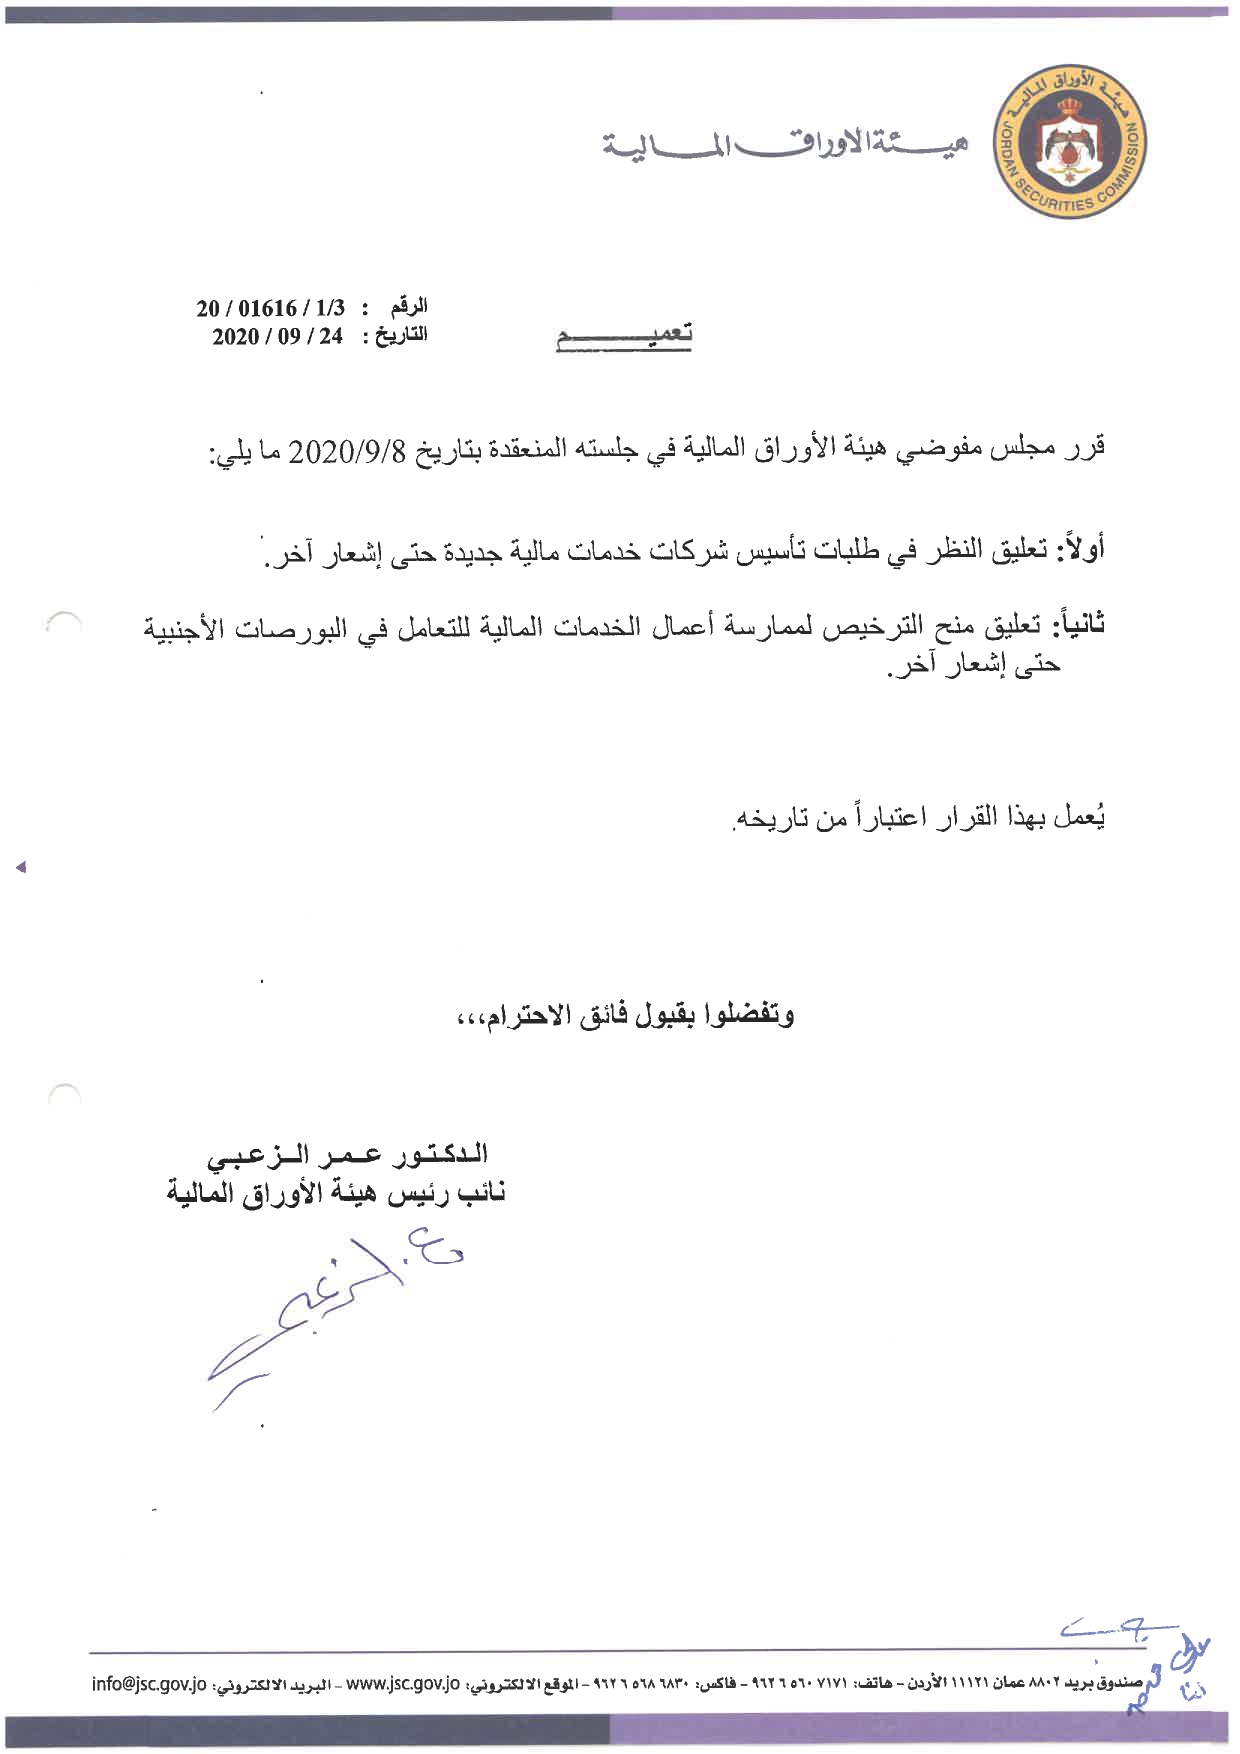 هيئة الأوراق المالية
JORDAN SECURITIES COMMISSION
هيئة الاوراق المالية
الرقم : 20 / 01616 / 1/3
التاريخ : 2020 / 09 / 24
تعميم
قرر مجلس مفوضي هيئة الأوراق المالية في جلسته المنعقدة بتاريخ 2020/9/8 ما يلي:
أولاً: تعليق النظر في طلبات تأسيس شركات خدمات مالية جديدة حتى إشعار آخر.
ثانياً: تعليق منح الترخيص لممارسة أعمال الخدمات المالية للتعامل في البورصات الأجنبية
حتى إشعار آخر.
يُعمل بهذا القرار اعتباراً من تاريخه.
وتفضلوا بقبول فائق الاحترام،،،
الدكتور عمر الزعبي
نائب رئيس هيئة الأوراق المالية
ع. الزعبي
صندوق بريد ٨٨٠٢ عمان ١١١٢١ الأردن - هاتف: ٩٦٢ ٦ ٥٦٠ ٧١٧١ - فاكس: ٩٦٢ ٦ ٥٦٨ ٦٨٣٠ - الموقع الالكتروني: www.jsc.gov.jo - البريد الالكتروني: info@jsc.gov.jo